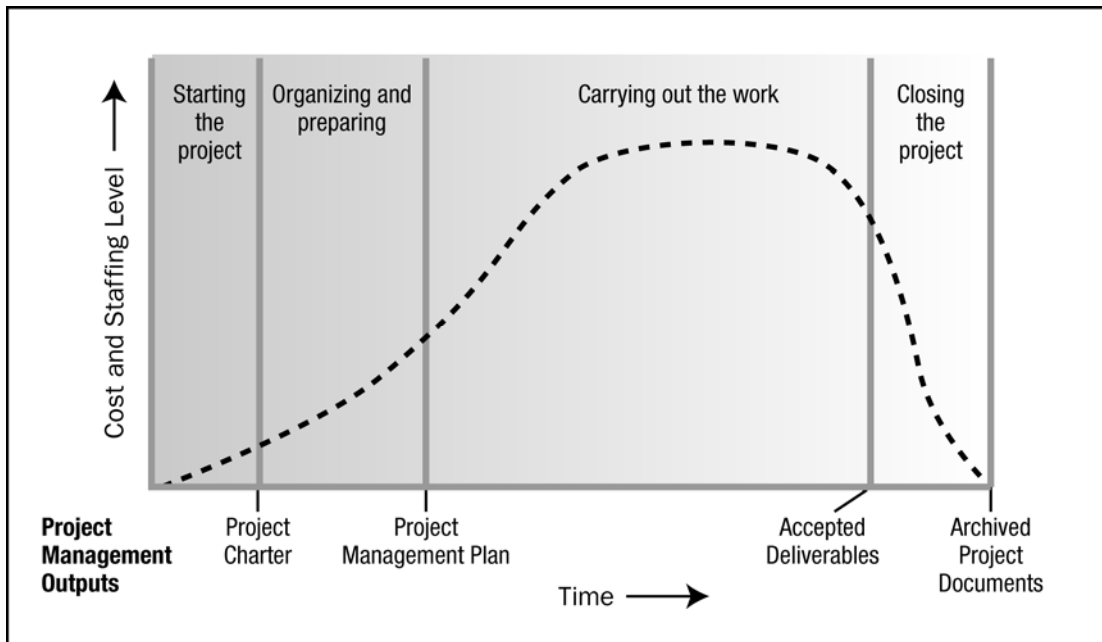 Starting
the
project
Organizing and
preparing
Carrying out the work
Closing
the
project
Cost and Staffing Level
Project
Management
Outputs
Project
Charter
Project
Management Plan
Accepted
Deliverables
Archived
Project
Documents
Time